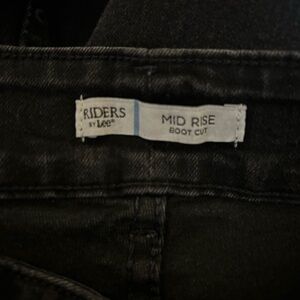 RIDERS
BY Lee®
MID RISE
BOOT CUT